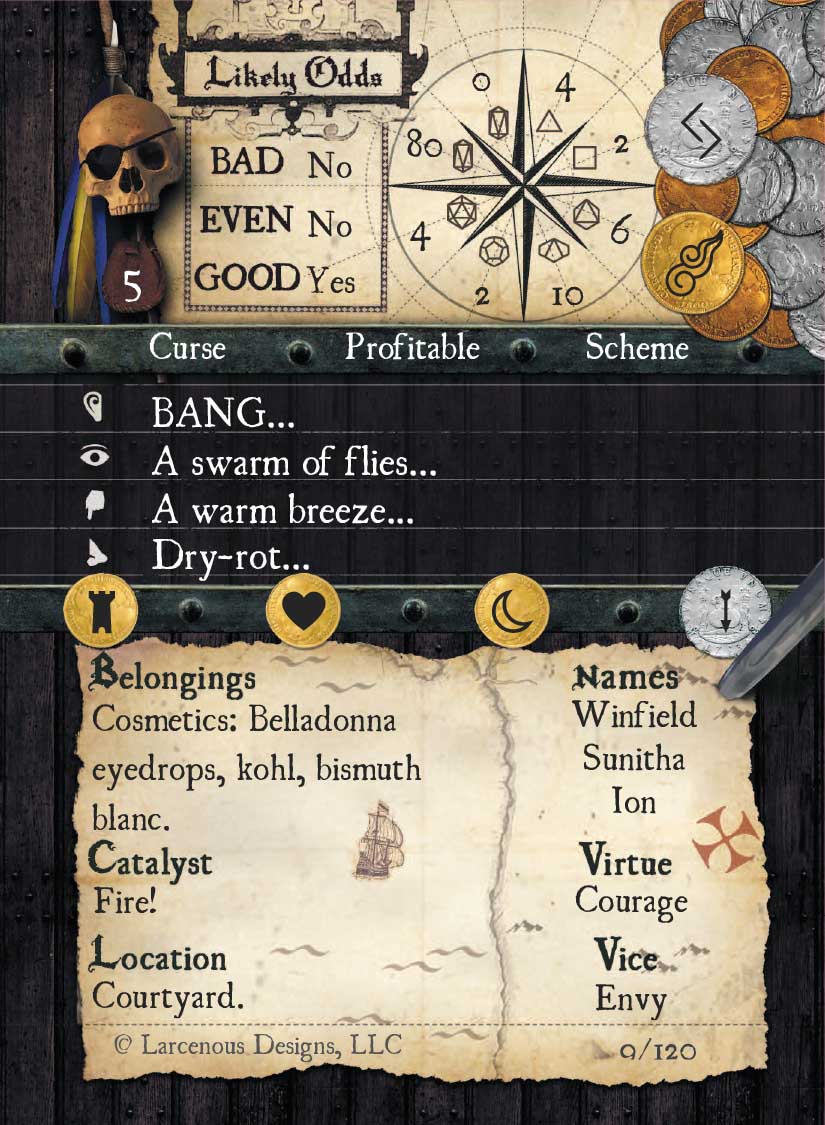 Likely Odds
BAD No
EVEN No
GOOD Yes
5
0
4
80
2
4
6
2
10
Curse Profitable Scheme
BANG...
A swarm of flies...
A warm breeze...
Dry-rot...
Belongings
Cosmetics: Belladonna
eyedrops, kohl, bismuth
blanc.
Catalyst
Fire!
Location
Courtyard.
Names
Winfield
Sunitha
Ion
Virtue
Courage
Vice
Envy
© Larcenous Designs, LLC
9/120